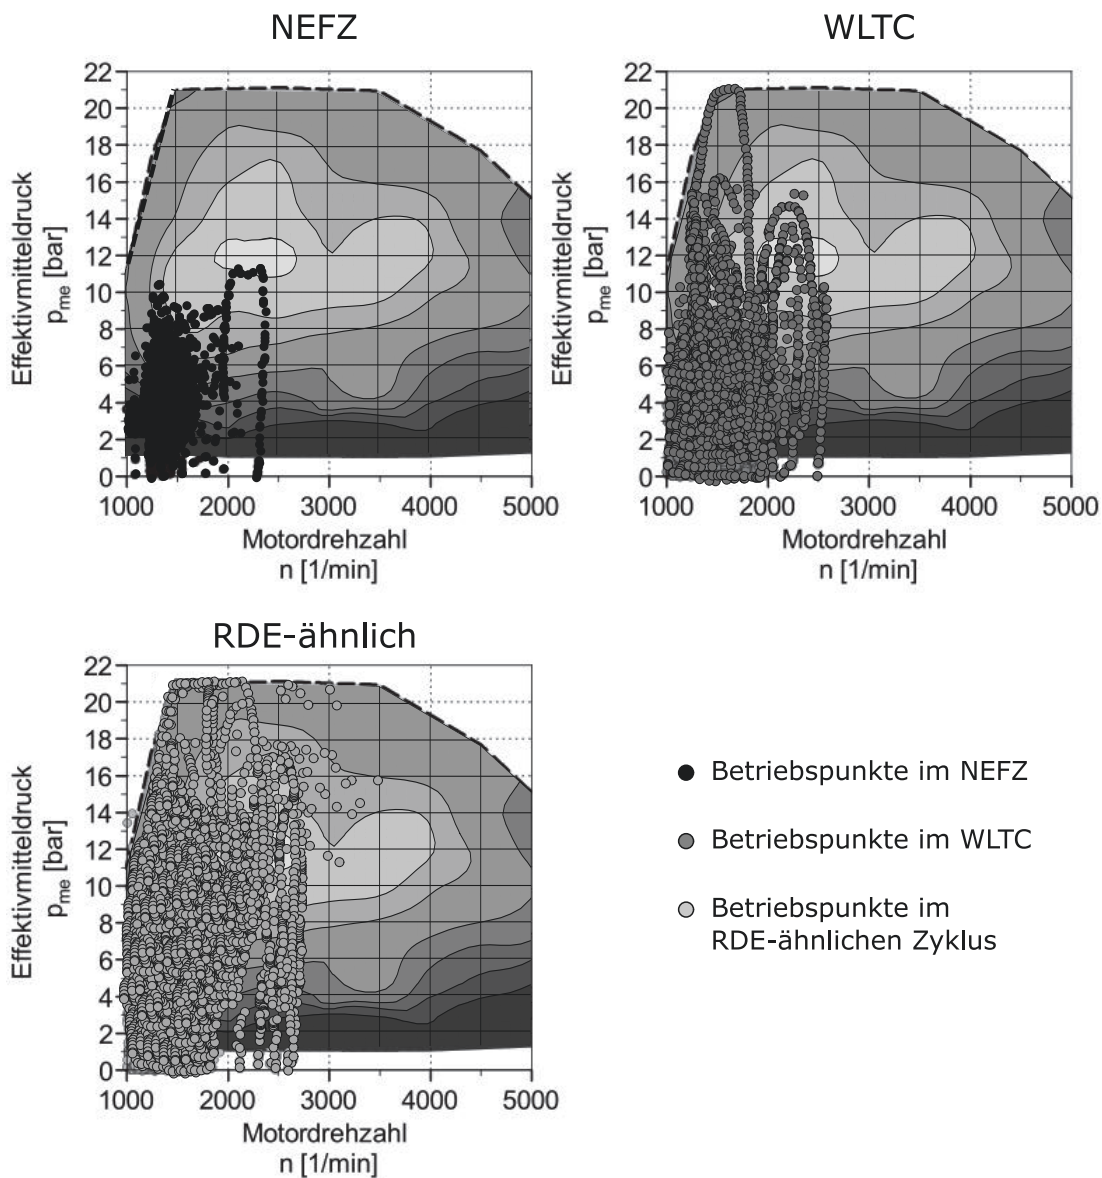 NEFZ
22
20
18
16
14
12
10
8
6
4
2
0
Effektivmitteldruck
p_me [bar]
1000 2000 3000 4000 5000
Motordrehzahl
n [1/min]
WLTC
22
20
18
16
14
12
10
8
6
4
2
0
Effektivmitteldruck
p_me [bar]
1000 2000 3000 4000 5000
Motordrehzahl
n [1/min]
RDE-ähnlich
22
20
18
16
14
12
10
8
6
4
2
0
Effektivmitteldruck
p_me [bar]
1000 2000 3000 4000 5000
Motordrehzahl
n [1/min]
Betriebspunkte im NEFZ
Betriebspunkte im WLTC
Betriebspunkte im
RDE-ähnlichen Zyklus